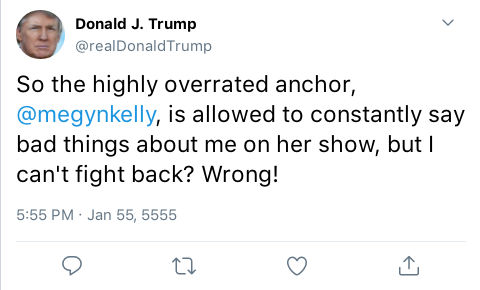 Donald J. Trump
@realDonaldTrump
So the highly overrated anchor,
@megynkelly, is allowed to constantly say
bad things about me on her show, but I
can't fight back? Wrong!
5:55 PM · Jan 55, 5555